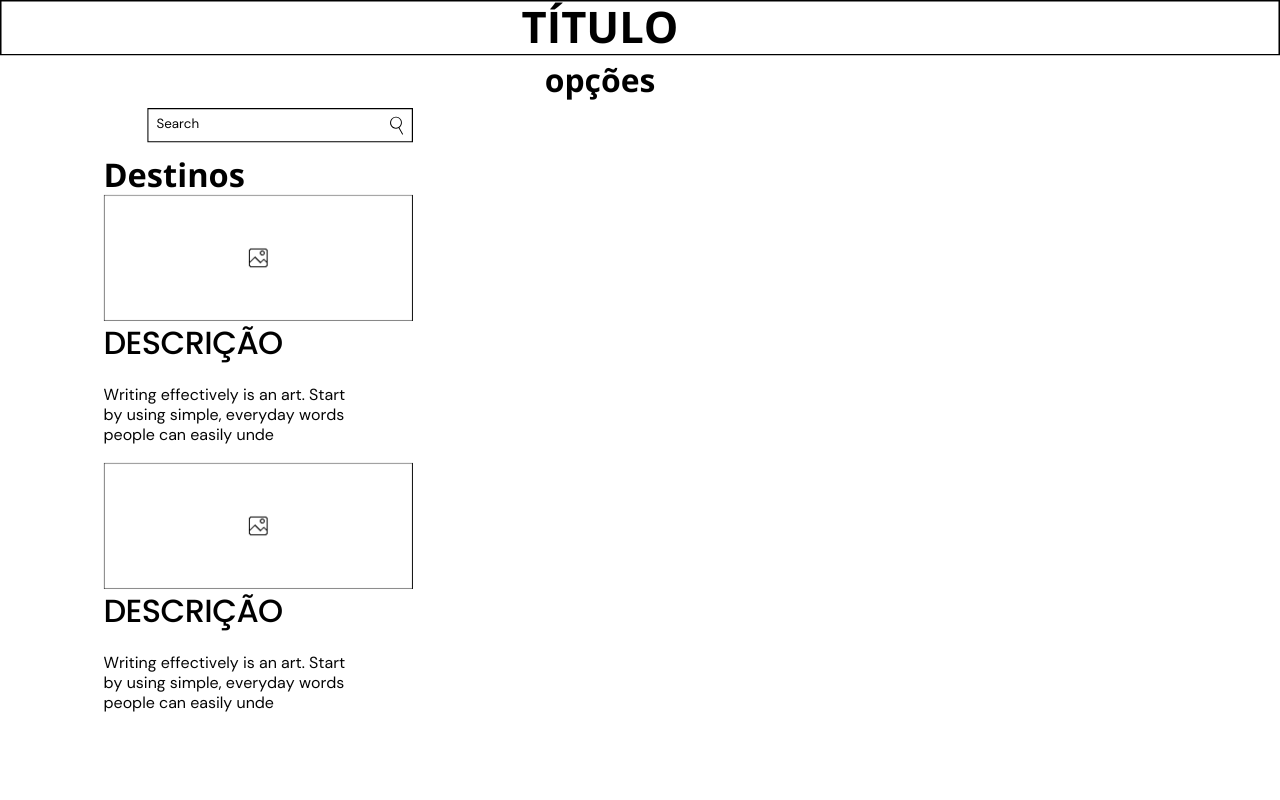 TÍTULO
opções
Search
Destinos
DESCRIÇÃO
Writing effectively is an art. Start
by using simple, everyday words
people can easily unde
DESCRIÇÃO
Writing effectively is an art. Start
by using simple, everyday words
people can easily unde